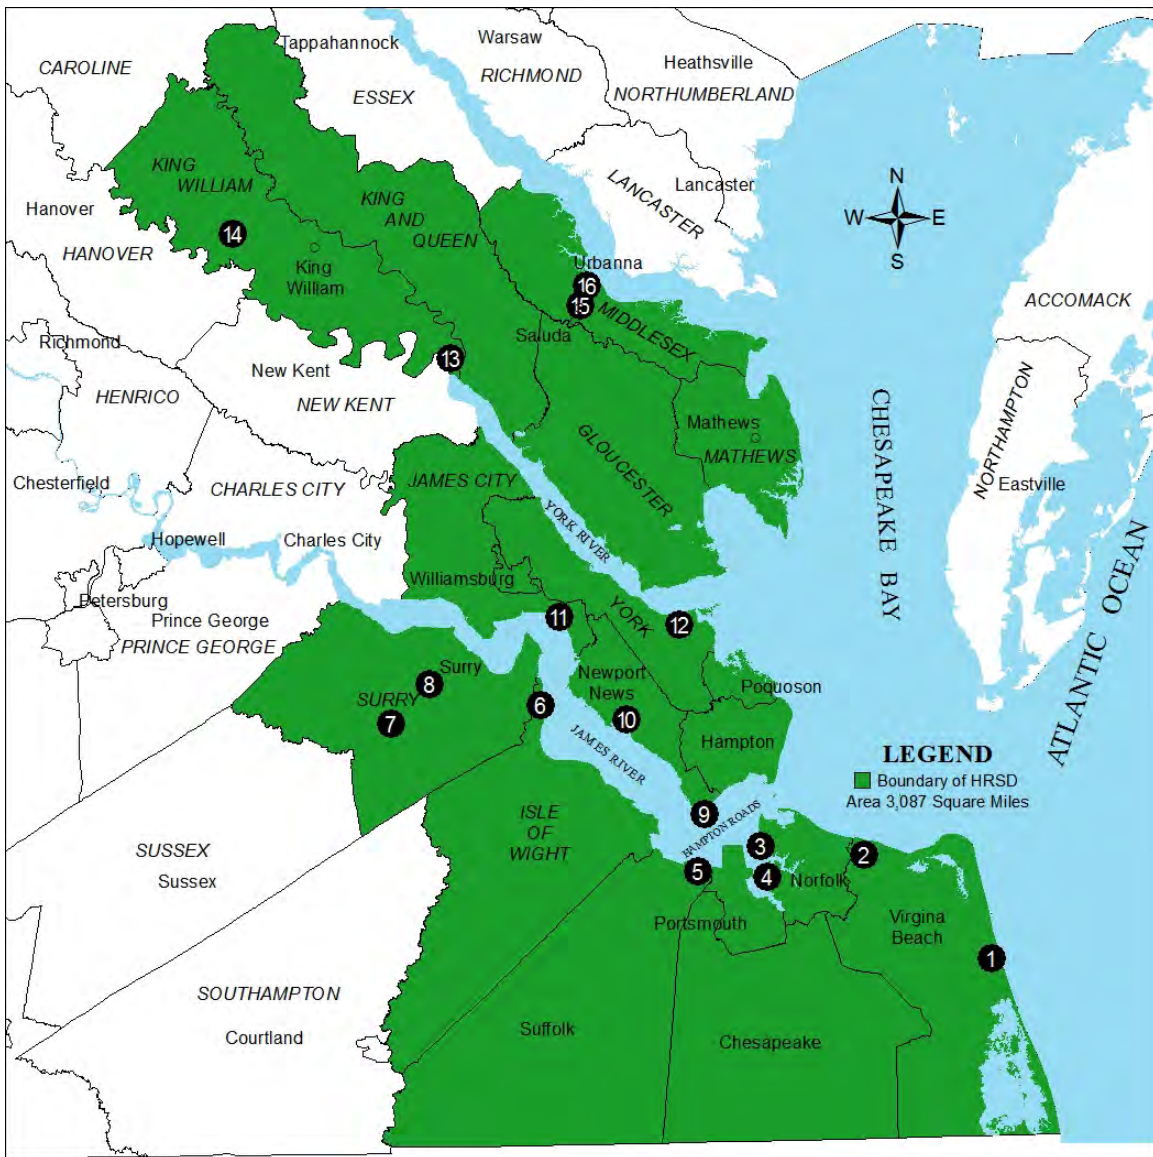 Tappahannock
Warsaw
RICHMOND
Heathsville
NORTHUMBERLAND
CAROLINE
ESSEX
KING
WILLIAM
LANCASTER
Lancaster
N
W E
S
Hanover
HANOVER
14
KING
AND
QUEEN
King
William
Urbanna
16
15
MIDDLESEX
Saluda
ACCOMACK
Richmond
HENRICO
New Kent
NEW KENT
13
Mathews
MATHEWS
GLOUCESTER
CHESAPEAKE BAY
NORTHAMPTON
Eastville
Chesterfield
CHARLES CITY
JAMES CITY
YORK RIVER
Hopewell
Charles City
Williamsburg
ATLANTIC OCEAN
Petersburg
Prince George
PRINCE GEORGE
11
YORK
12
Surry
8
SURRY
7
6
Newport
News
10
Poquoson
JAMES RIVER
Hampton
LEGEND
Boundary of HRSD
Area 3,087 Square Miles
9
HAMPTON ROADS
ISLE
OF
WIGHT
3
2
5
4
Norfolk
SUSSEX
Sussex
Portsmouth
Virgina
Beach
1
SOUTHAMPTON
Courtland
Suffolk
Chesapeake